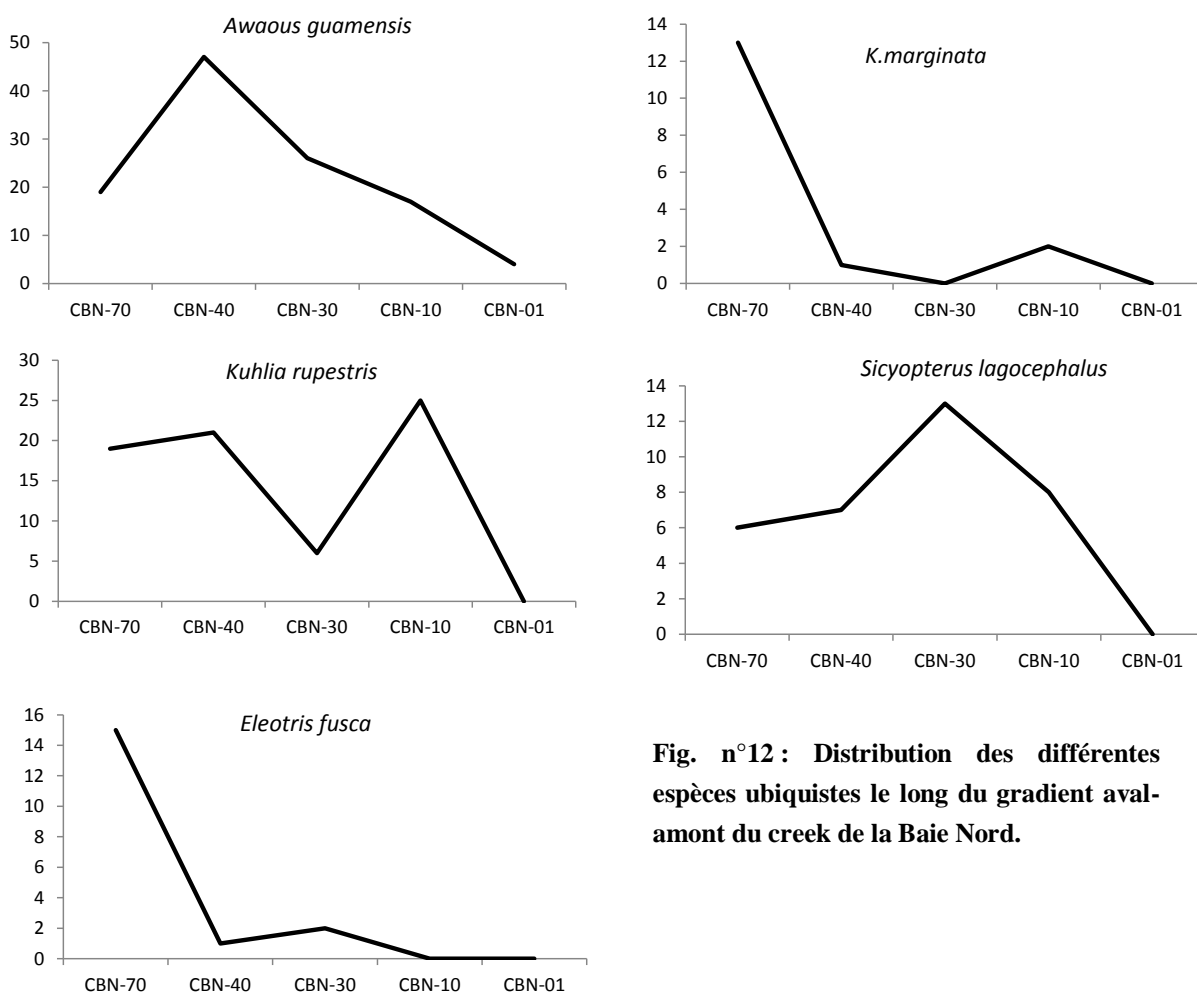 Awaous guamensis
50
40
30
20
10
0
CBN-70 CBN-40 CBN-30 CBN-10 CBN-01
K.marginata
14
12
10
8
6
4
2
0
CBN-70 CBN-40 CBN-30 CBN-10 CBN-01
Kuhlia rupestris
30
25
20
15
10
5
0
CBN-70 CBN-40 CBN-30 CBN-10 CBN-01
Sicyopterus lagocephalus
14
12
10
8
6
4
2
0
CBN-70 CBN-40 CBN-30 CBN-10 CBN-01
Eleotris fusca
16
14
12
10
8
6
4
2
0
CBN-70 CBN-40 CBN-30 CBN-10 CBN-01
Fig. n°12 : Distribution des différentes
espèces ubiquistes le long du gradient aval-
amont du creek de la Baie Nord.